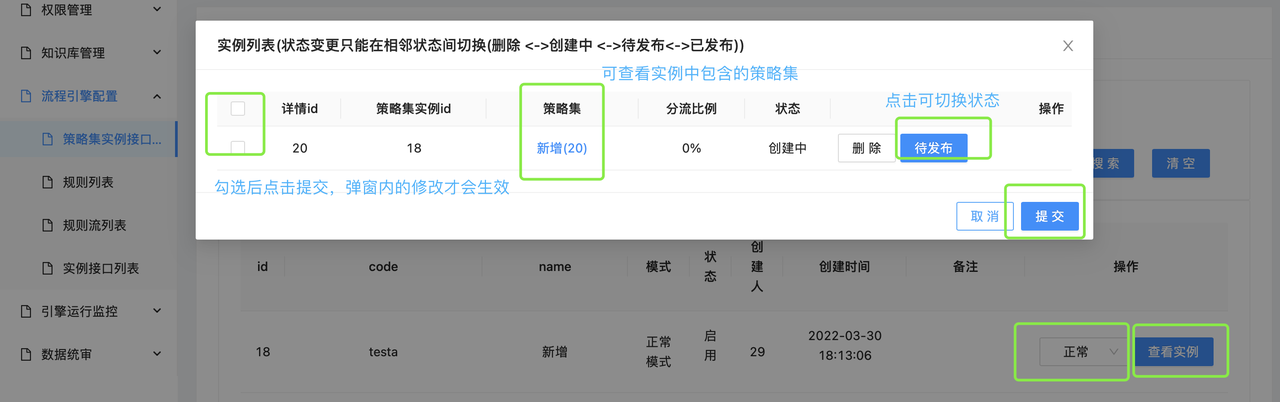 权限管理
知识库管理
流程引擎配置
策略集实例接口...
规则列表
规则流列表
实例接口列表
引擎运行监控
数据统审
实例列表(状态变更只能在相邻状态间切换(删除 <->创建中 <->待发布<->已发布))
可查看实例中包含的策略集
点击可切换状态
详情id 策略集实例id 策略集 分流比例 状态 操作
20 18 新增(20) 0% 创建中 删 除 待发布
勾选后点击提交，弹窗内的修改才会生效
取 消 提 交
搜 索 清 空
id code name 模式 状态 创建人 创建时间 备注 操作
18 testa 新增 正常模式 启用 29 2022-03-30 18:13:06 正常 查看实例